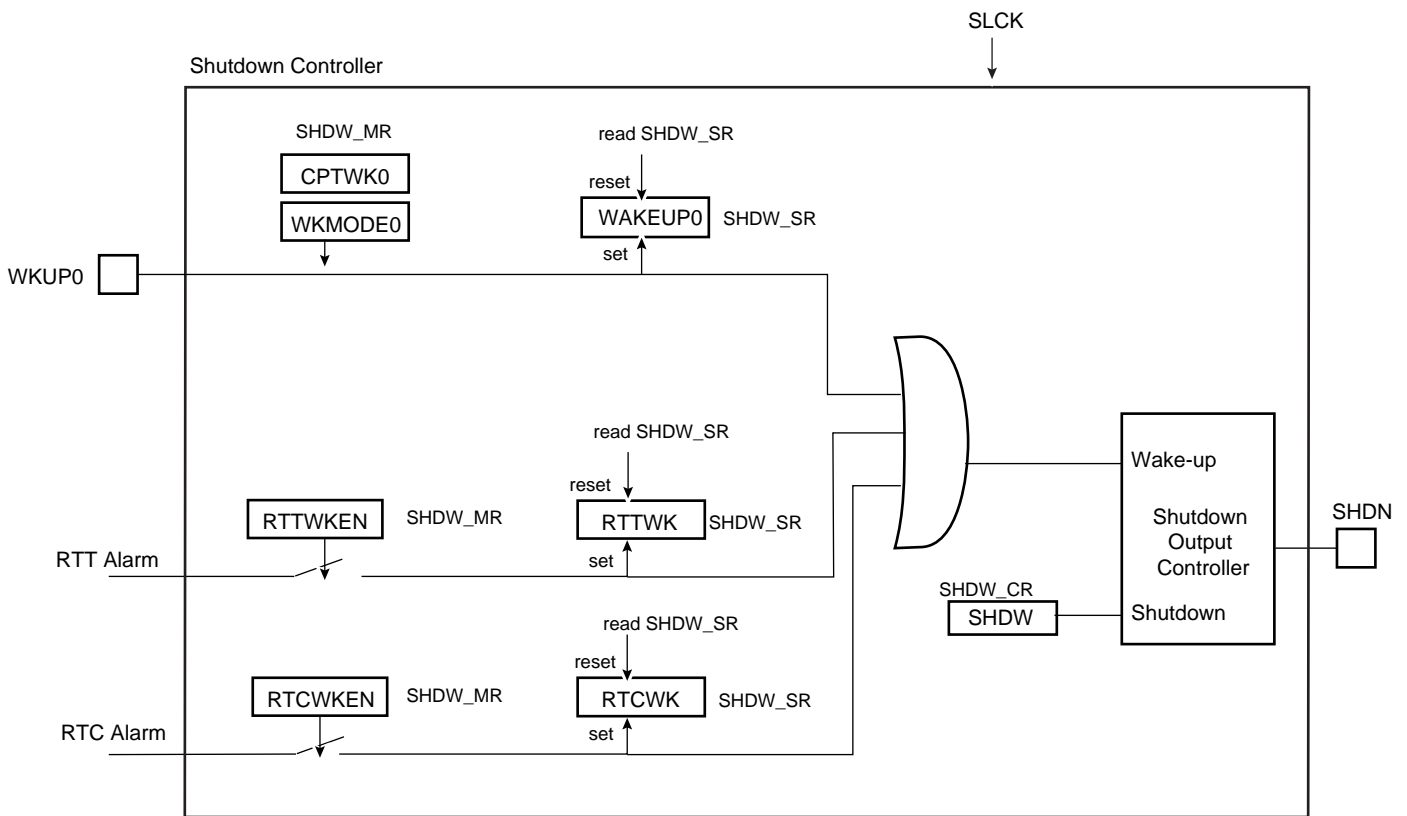 SLCK
Shutdown Controller
SHDW_MR
read SHDW_SR
CPTWK0
reset
WKMODE0
WAKEUP0
SHDW_SR
set
WKUP0
read SHDW_SR
Wake-up
reset
RTTWKEN
SHDW_MR
RTTWK
SHDW_SR
Shutdown
Output
Controller
SHDN
RTT Alarm
set
SHDW_CR
SHDW
Shutdown
read SHDW_SR
reset
RTCWKEN
SHDW_MR
RTCWK
SHDW_SR
RTC Alarm
set